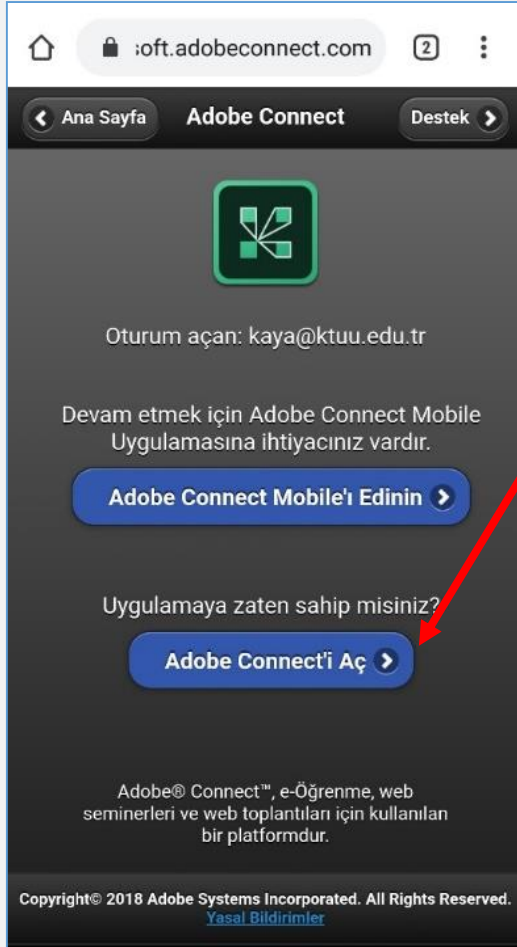 :soft.adobeconnect.com 2
Ana Sayfa Adobe Connect Destek
Oturum açan: kaya@ktuu.edu.tr
Devam etmek için Adobe Connect Mobile
Uygulamasına ihtiyacınız vardır.
Adobe Connect Mobile'ı Edinin
Uygulamaya zaten sahip misiniz?
Adobe Connect'i Aç
Adobe® Connect™, e-Öğrenme, web
seminerleri ve web toplantıları için kullanılan
bir platformdur.
Copyright© 2018 Adobe Systems Incorporated. All Rights Reserved.
Yasal Bildirimler